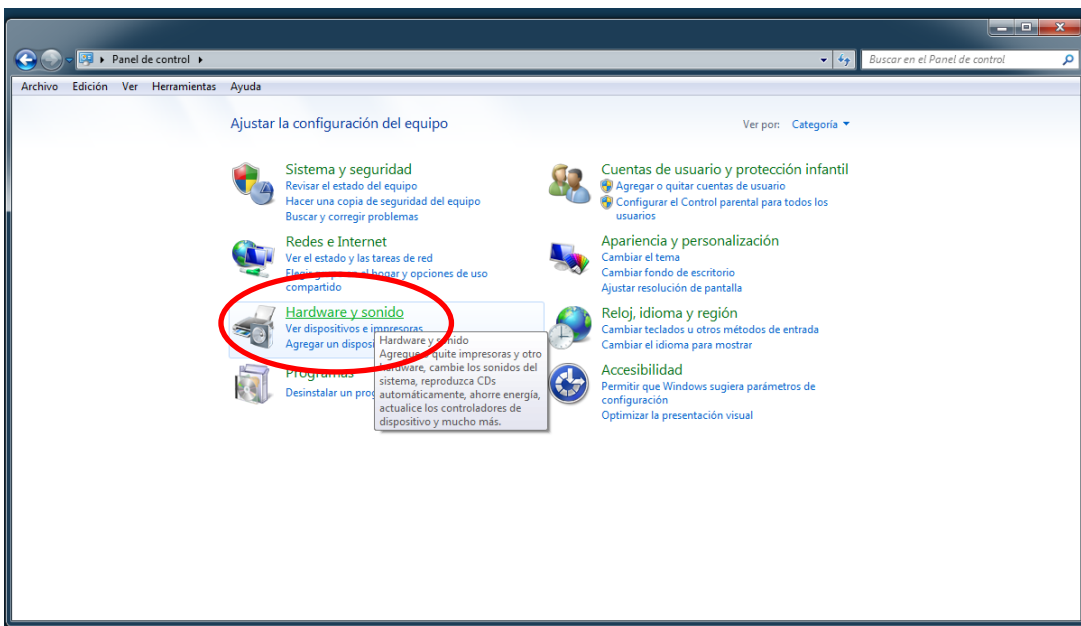 Panel de control
Buscar en el Panel de control
Archivo Edición Ver Herramientas Ayuda
Ajustar la configuración del equipo
Ver por: Categoría
Sistema y seguridad
Revisar el estado del equipo
Hacer una copia de seguridad del equipo
Buscar y corregir problemas
Redes e Internet
Ver el estado y las tareas de red
hogar y opciones de uso
compartido
Hardware y sonido
Ver dispositivos e impresoras
Agregar un disposi
Programas
Desinstalar un prog
Hardware y sonido
Agregue o quite impresoras y otro
hardware, cambie los sonidos del
sistema, reproduzca CDs
automáticamente, ahorre energía,
actualice los controladores de
dispositivo y mucho más.
Cuentas de usuario y protección infantil
Agregar o quitar cuentas de usuario
Configurar el Control parental para todos los
usuarios
Apariencia y personalización
Cambiar el tema
Cambiar fondo de escritorio
Ajustar resolución de pantalla
Reloj, idioma y región
Cambiar teclados u otros métodos de entrada
Cambiar el idioma para mostrar
Accesibilidad
Permitir que Windows sugiera parámetros de
configuración
Optimizar la presentación visual